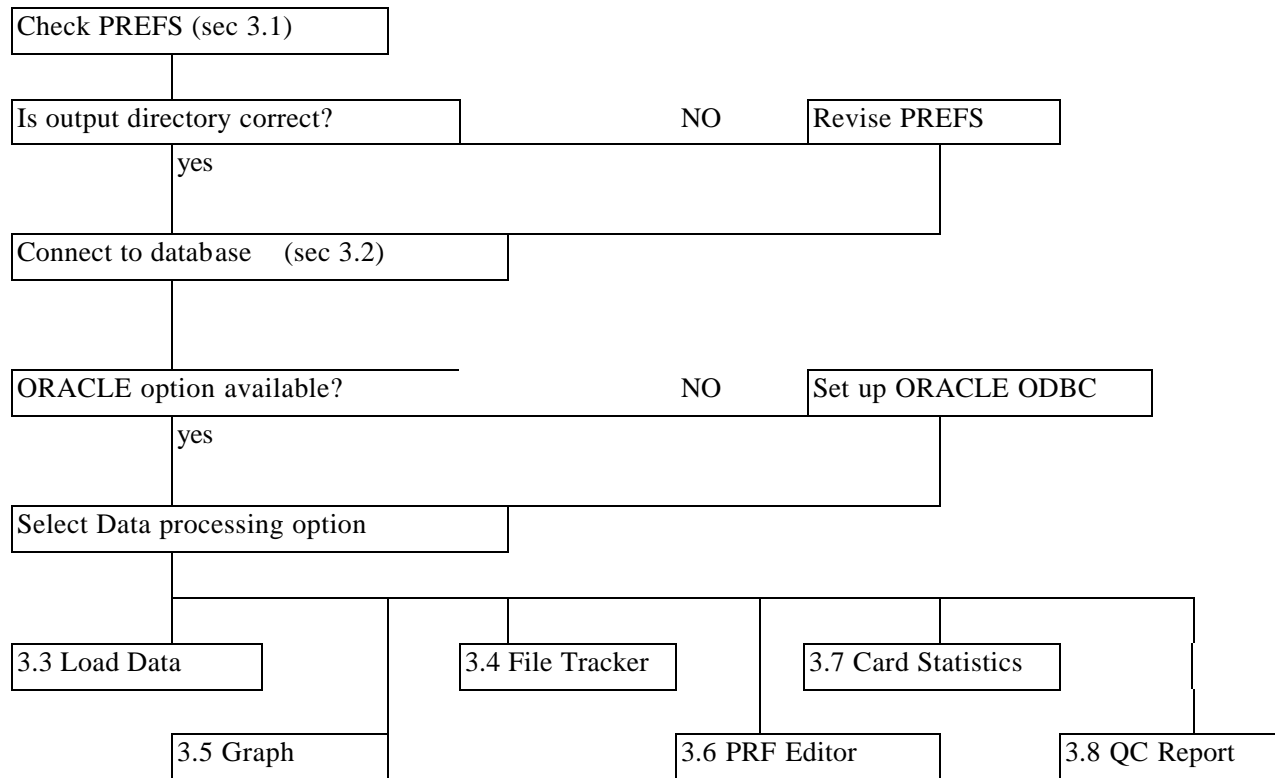 Check PREFS (sec 3.1)
Is output directory correct? NO Revise PREFS
yes
Connect to database (sec 3.2)
ORACLE option available? NO Set up ORACLE ODBC
yes
Select Data processing option
3.3 Load Data 3.4 File Tracker 3.7 Card Statistics
3.5 Graph 3.6 PRF Editor 3.8 QC Report